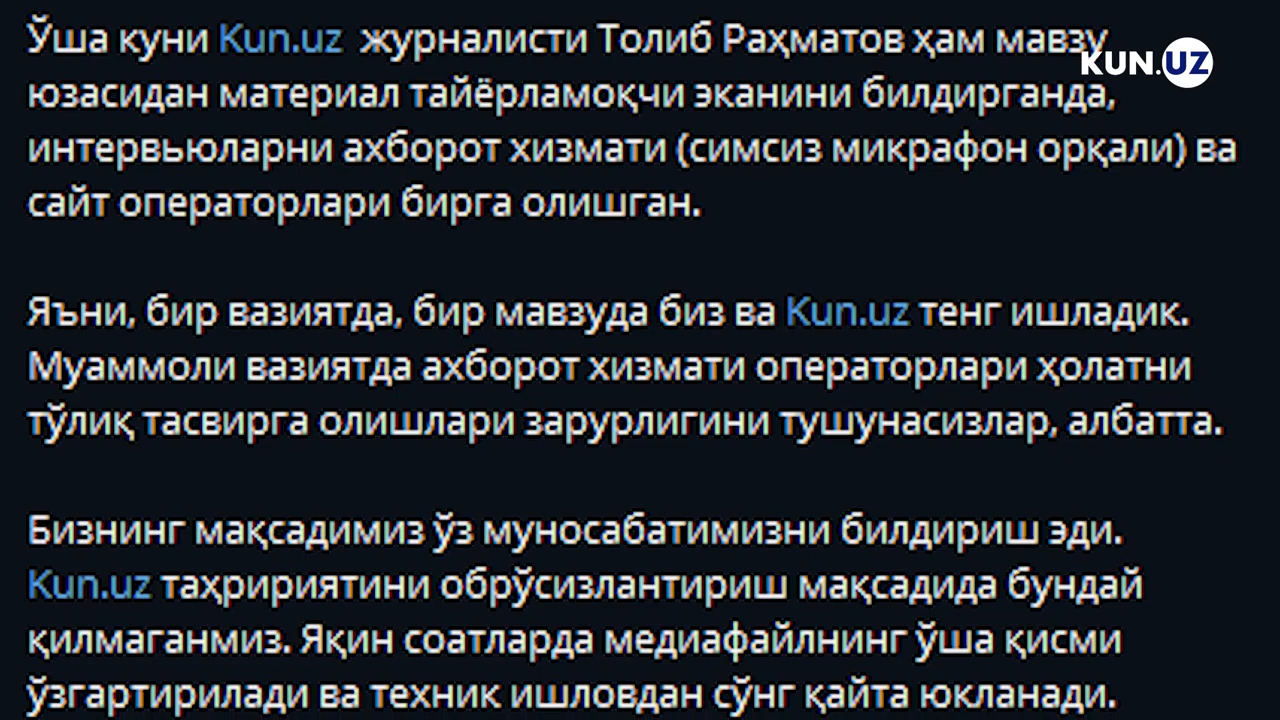 Ўша куни Kun.uz журналисти Толиб Раҳматов ҳам мавзу
KUN.UZ
юзасидан материал тайёрламоқчи эканини билдирганда,
интервьюларни ахборот хизмати (симсиз микрафон орқали) ва
сайт операторлари бирга олишган.
Яъни, бир вазиятда, бир мавзуда биз ва Kun.uz тенг ишладик.
Муаммоли вазиятда ахборот хизмати операторлари ҳолатни
тўлиқ тасвирга олишлари зарурлигини тушунасизлар, албатта.
Бизнинг мақсадимиз ўз муносабатимизни билдириш эди.
Kun.uz таҳририятини обрўсизлантириш мақсадида бундай
қилмаганмиз. Яқин соатларда медиафайлнинг ўша қисми
ўзгартирилади ва техник ишловдан сўнг қайта юкланади.